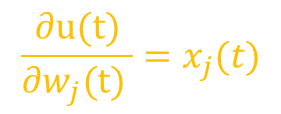 ∂u(t)/∂w_j(t) = x_j(t)